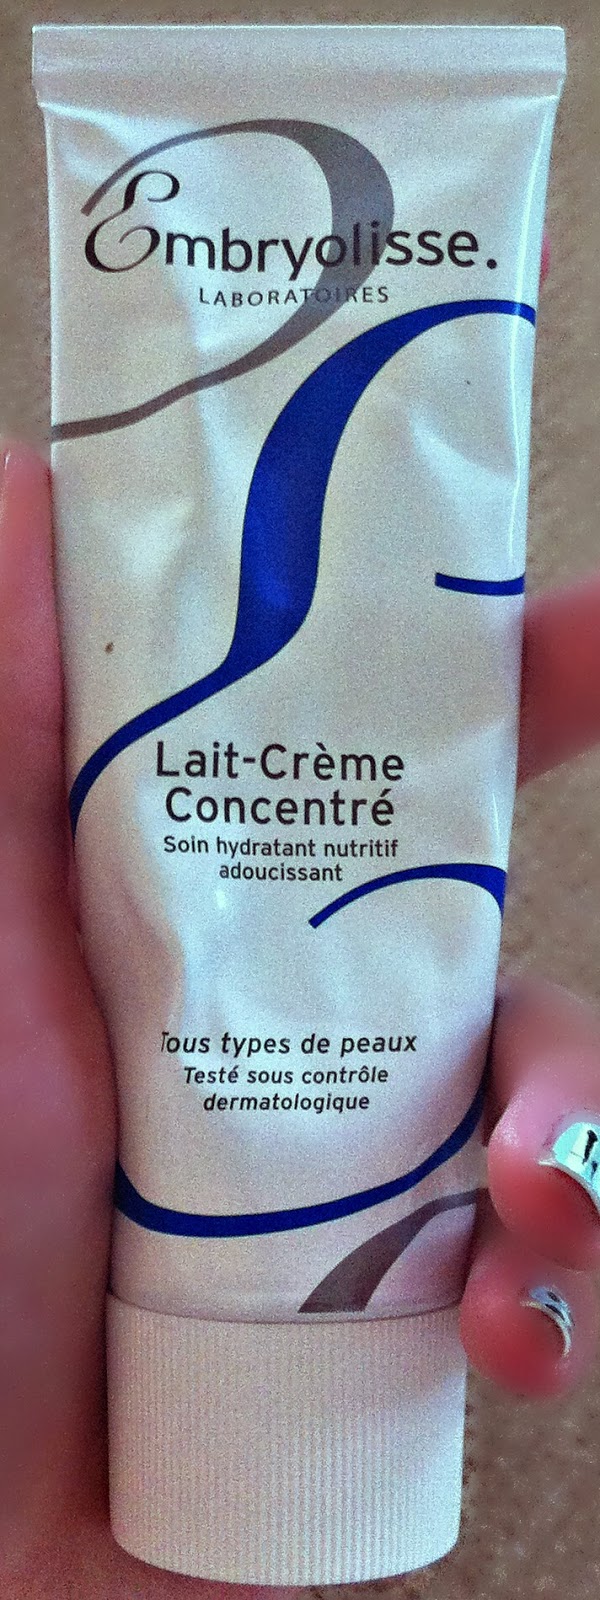 Embryolisse.
LABORATOIRES
Lait-Crème
Concentré
Soin hydratant nutritif
adoucissant
Tous types de peaux
Testé sous contrôle
dermatologique